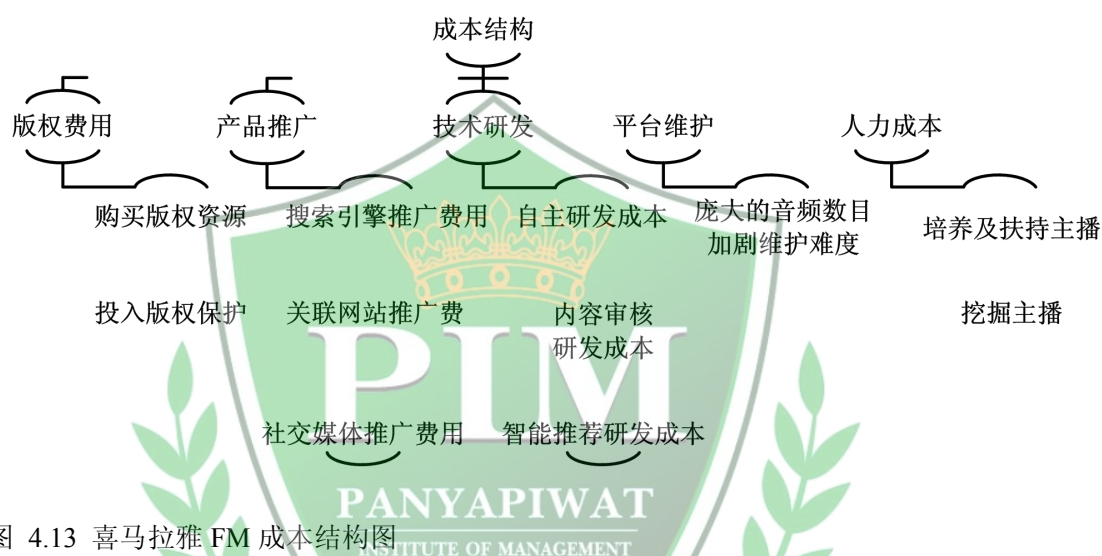 成本结构
版权费用
产品推广
技术研发
平台维护
人力成本
购买版权资源
搜索引擎推广费用
自主研发成本
庞大的音频数目
加剧维护难度
培养及扶持主播
投入版权保护
关联网站推广费
内容审核
研发成本
挖掘主播
PIM
社交媒体推广费用
智能推荐研发成本
PANYAPIWAT
图 4.13 喜马拉雅 FM 成本结构图
INSTITUTE OF MANAGEMENT